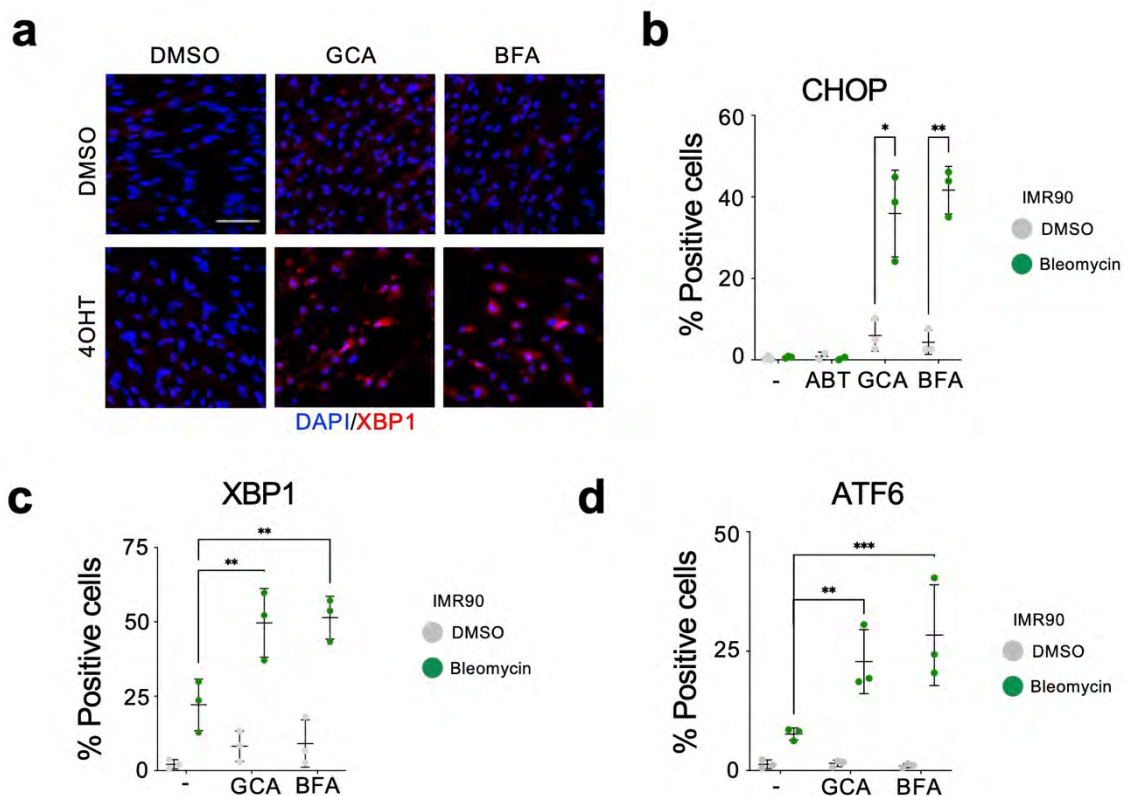 a
DMSO GCA BFA
DMSO
4OHT
DAPI/XBP1
b
CHOP
% Positive cells
60
40
20
0
* **
- ABT GCA BFA
IMR90
DMSO
Bleomycin
c
XBP1
% Positive cells
75
50
25
0
**
**
- GCA BFA
IMR90
DMSO
Bleomycin
d
ATF6
% Positive cells
50
25
0
***
**
- GCA BFA
IMR90
DMSO
Bleomycin